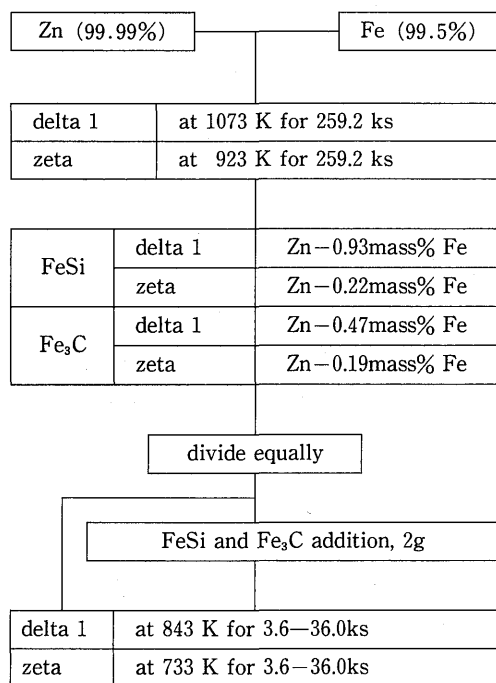 Zn (99.99%) Fe (99.5%)
delta 1 at 1073 K for 259.2 ks
zeta at 923 K for 259.2 ks
FeSi delta 1 Zn−0.93mass% Fe
zeta Zn−0.22mass% Fe
Fe₃C delta 1 Zn−0.47mass% Fe
zeta Zn−0.19mass% Fe
divide equally
FeSi and Fe₃C addition, 2g
delta 1 at 843 K for 3.6—36.0ks
zeta at 733 K for 3.6−36.0ks